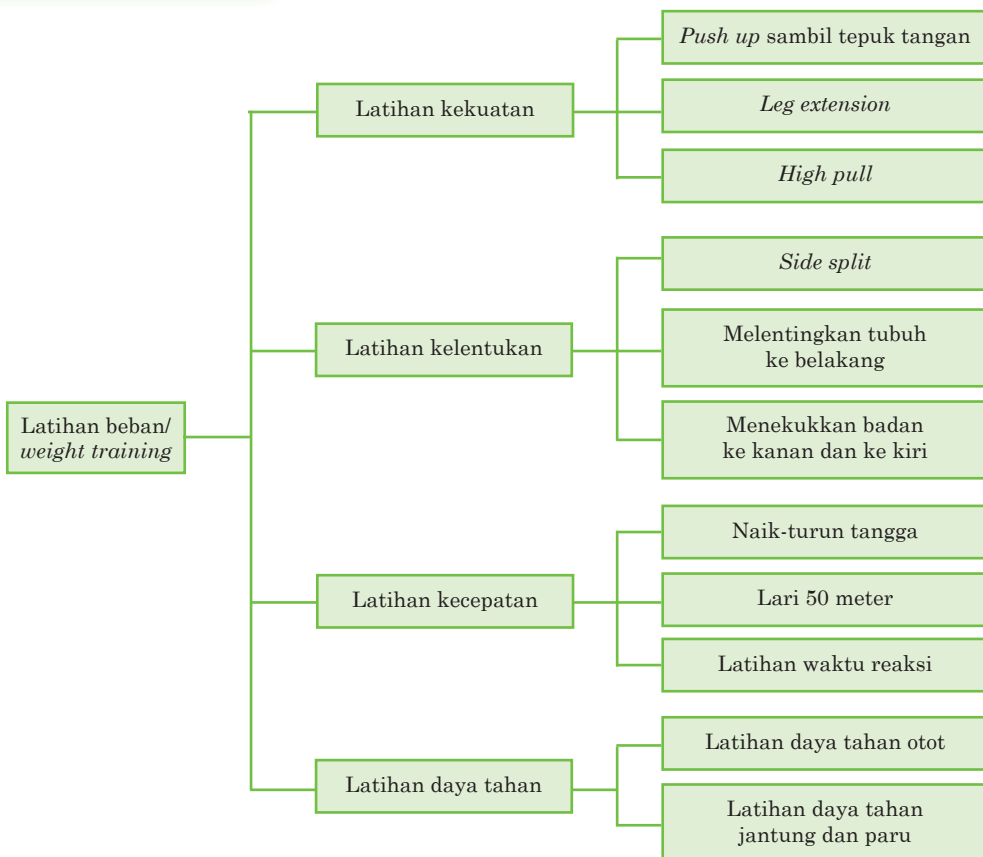 Latihan beban/
weight training
Latihan kekuatan
Push up sambil tepuk tangan
Leg extension
High pull
Latihan kelentukan
Side split
Melentingkan tubuh
ke belakang
Menekukkan badan
ke kanan dan ke kiri
Latihan kecepatan
Naik-turun tangga
Lari 50 meter
Latihan waktu reaksi
Latihan daya tahan
Latihan daya tahan otot
Latihan daya tahan
jantung dan paru